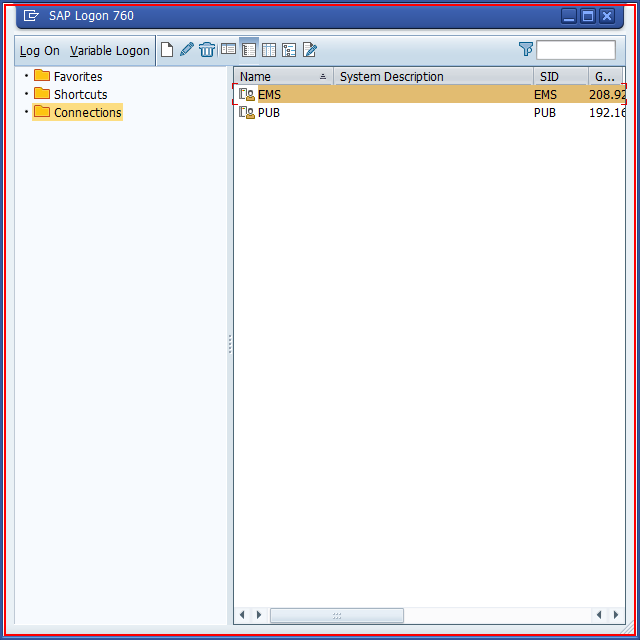 SAP Logon 760
Log On Variable Logon
Favorites
Shortcuts
Connections
Name System Description SID G...
EMS EMS 208.92
PUB PUB 192.16